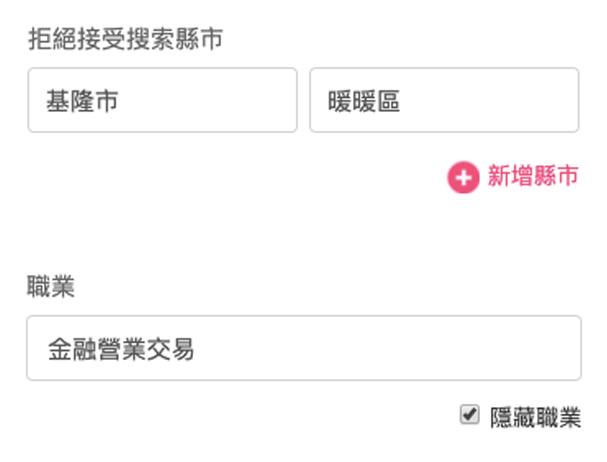 拒絕接受搜索縣市
基隆市 暖暖區
新增縣市
職業
金融營業交易
隱藏職業